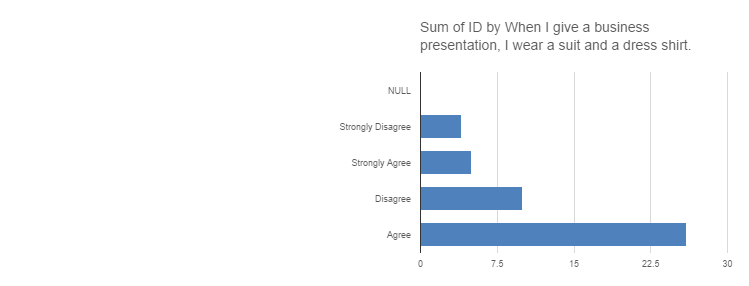 Sum of ID by When I give a business
presentation, I wear a suit and a dress shirt.
NULL
Strongly Disagree
Strongly Agree
Disagree
Agree
0 7.5 15 22.5 30